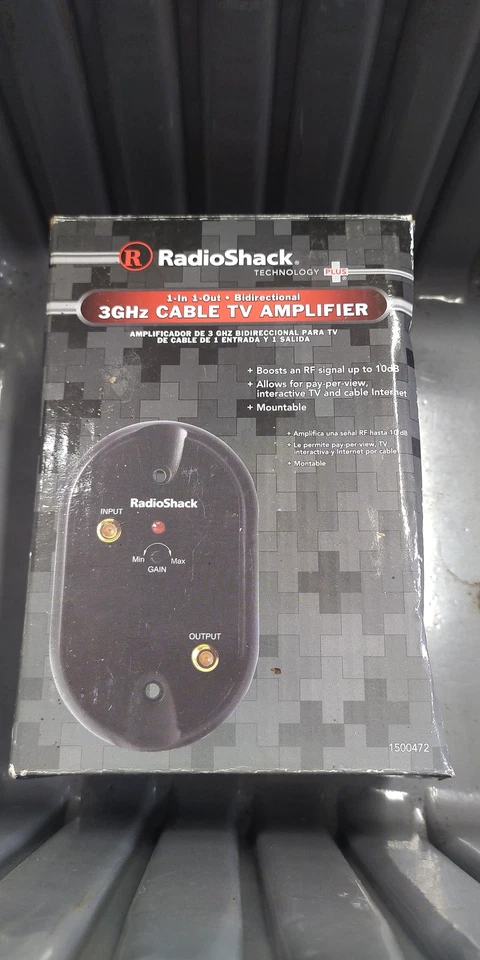 R RadioShack®
TECHNOLOGY PLUS
1-In 1-Out • Bidirectional
3GHz CABLE TV AMPLIFIER
AMPLIFICADOR DE 3 GHZ BIDIRECCIONAL PARA TV
DE CABLE DE 1 ENTRADA Y 1 SALIDA
+ Boosts an RF signal up to 10dB
+ Allows for pay-per-view,
interactive TV and cable Internet
+ Mountable
+ Amplifica una señal RF hasta 10 dB
+ Le permite pay-per-view, TV
interactiva y Internet por cable
+ Montable
RadioShack
INPUT
Min Max
GAIN
OUTPUT
1500472